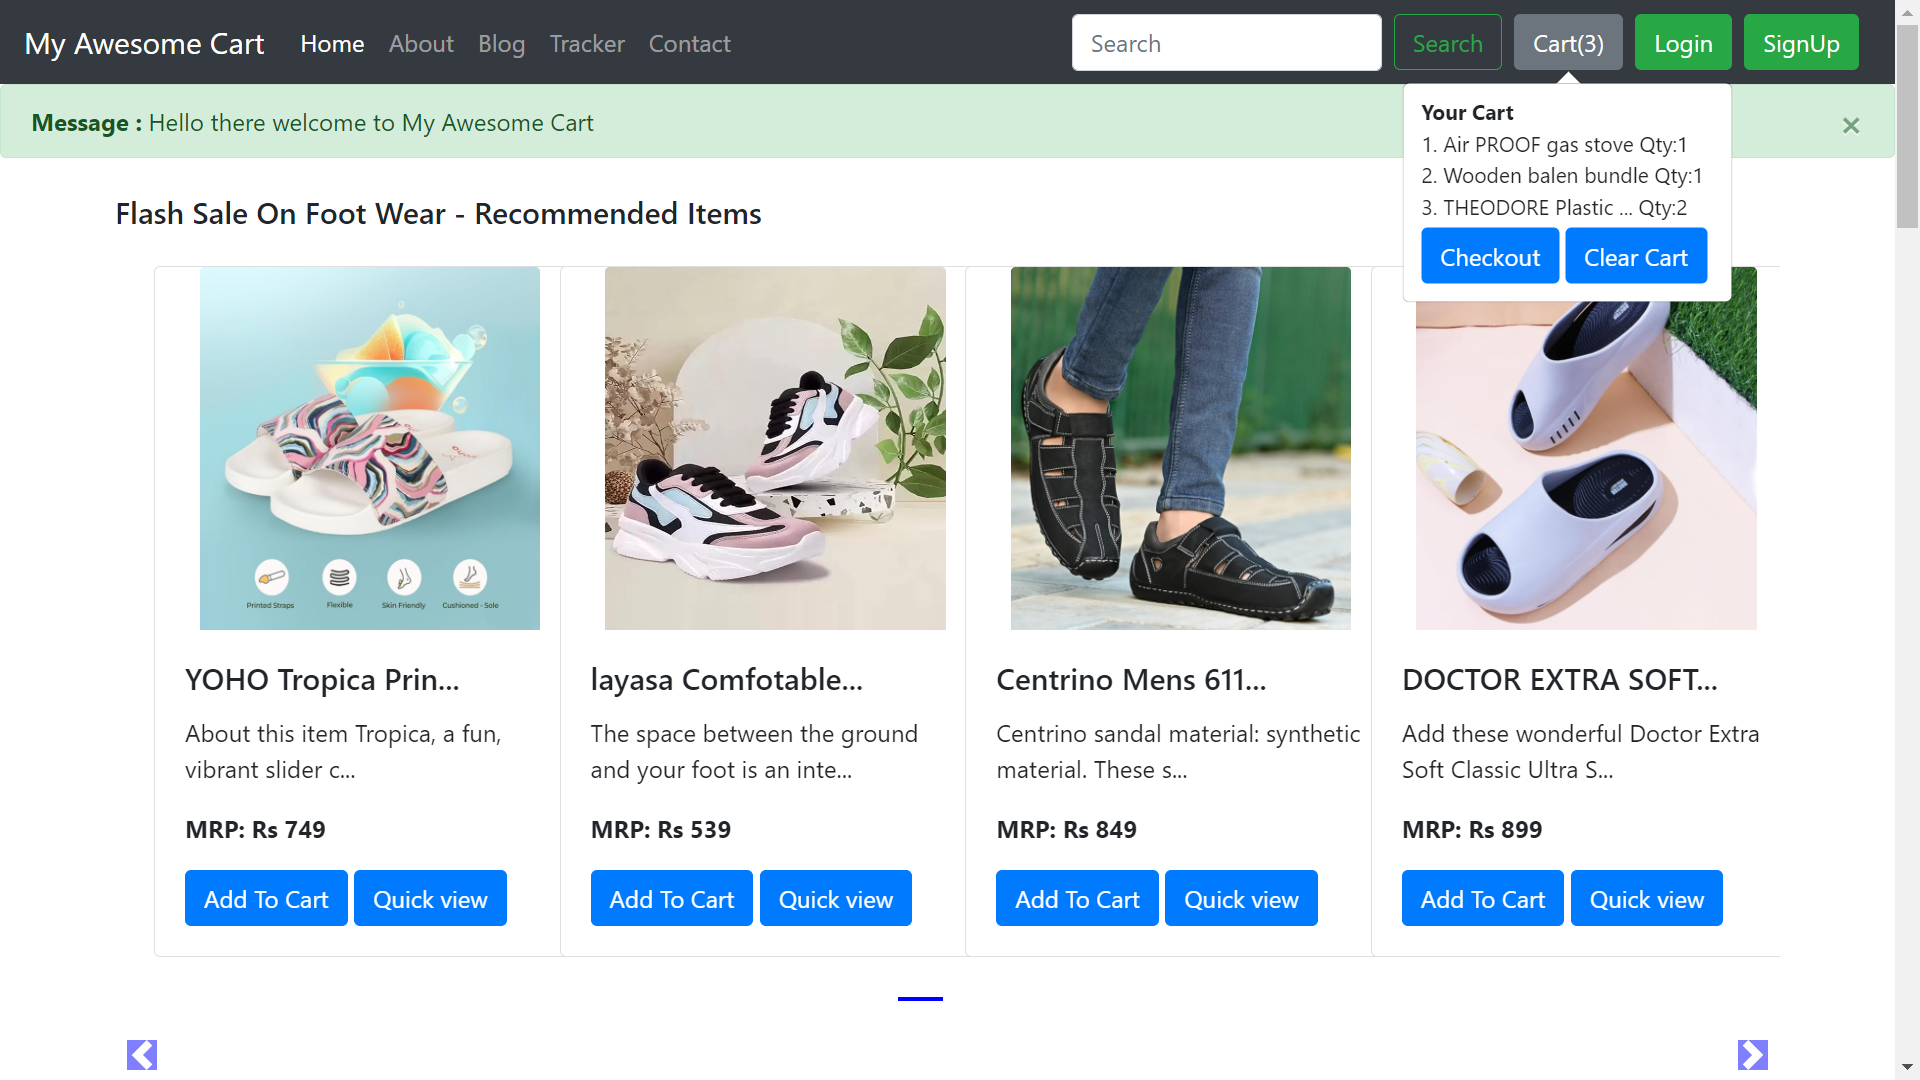 My Awesome Cart Home About Blog Tracker Contact Search Search Cart(3) Login SignUp
Message : Hello there welcome to My Awesome Cart ×
Your Cart
1. Air PROOF gas stove Qty:1
2. Wooden balen bundle Qty:1
3. THEODORE Plastic ... Qty:2
Checkout Clear Cart
Flash Sale On Foot Wear - Recommended Items
Printed Straps Flexible Skin Friendly Cushioned - Sole
YOHO Tropica Prin...
About this item Tropica, a fun,
vibrant slider c...
MRP: Rs 749
Add To Cart Quick view
layasa Comfotable...
The space between the ground
and your foot is an inte...
MRP: Rs 539
Add To Cart Quick view
Centrino Mens 611...
Centrino sandal material: synthetic
material. These s...
MRP: Rs 849
Add To Cart Quick view
DOCTOR EXTRA SOFT...
Add these wonderful Doctor Extra
Soft Classic Ultra S...
MRP: Rs 899
Add To Cart Quick view